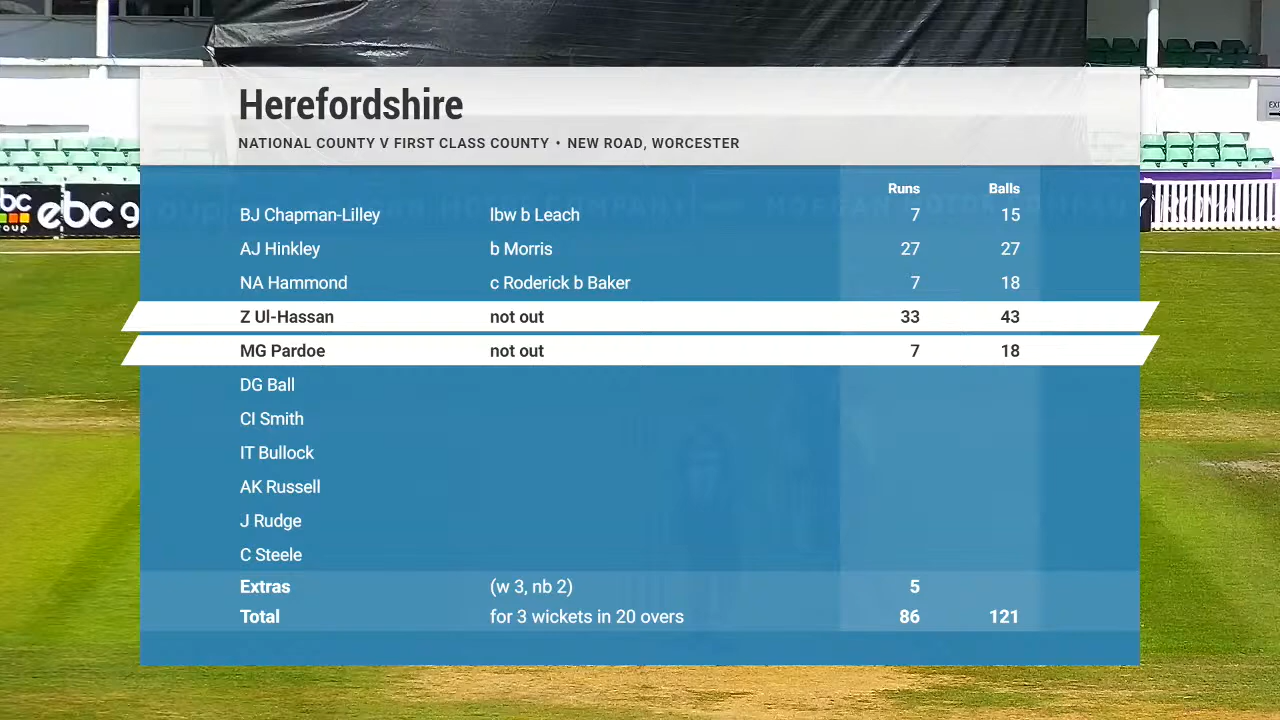 Herefordshire
NATIONAL COUNTY V FIRST CLASS COUNTY • NEW ROAD, WORCESTER
Runs Balls
BJ Chapman-Lilley lbw b Leach 7 15
AJ Hinkley b Morris 27 27
NA Hammond c Roderick b Baker 7 18
Z Ul-Hassan not out 33 43
MG Pardoe not out 7 18
DG Ball
CI Smith
IT Bullock
AK Russell
J Rudge
C Steele
Extras (w 3, nb 2) 5
Total for 3 wickets in 20 overs 86 121
ebc g